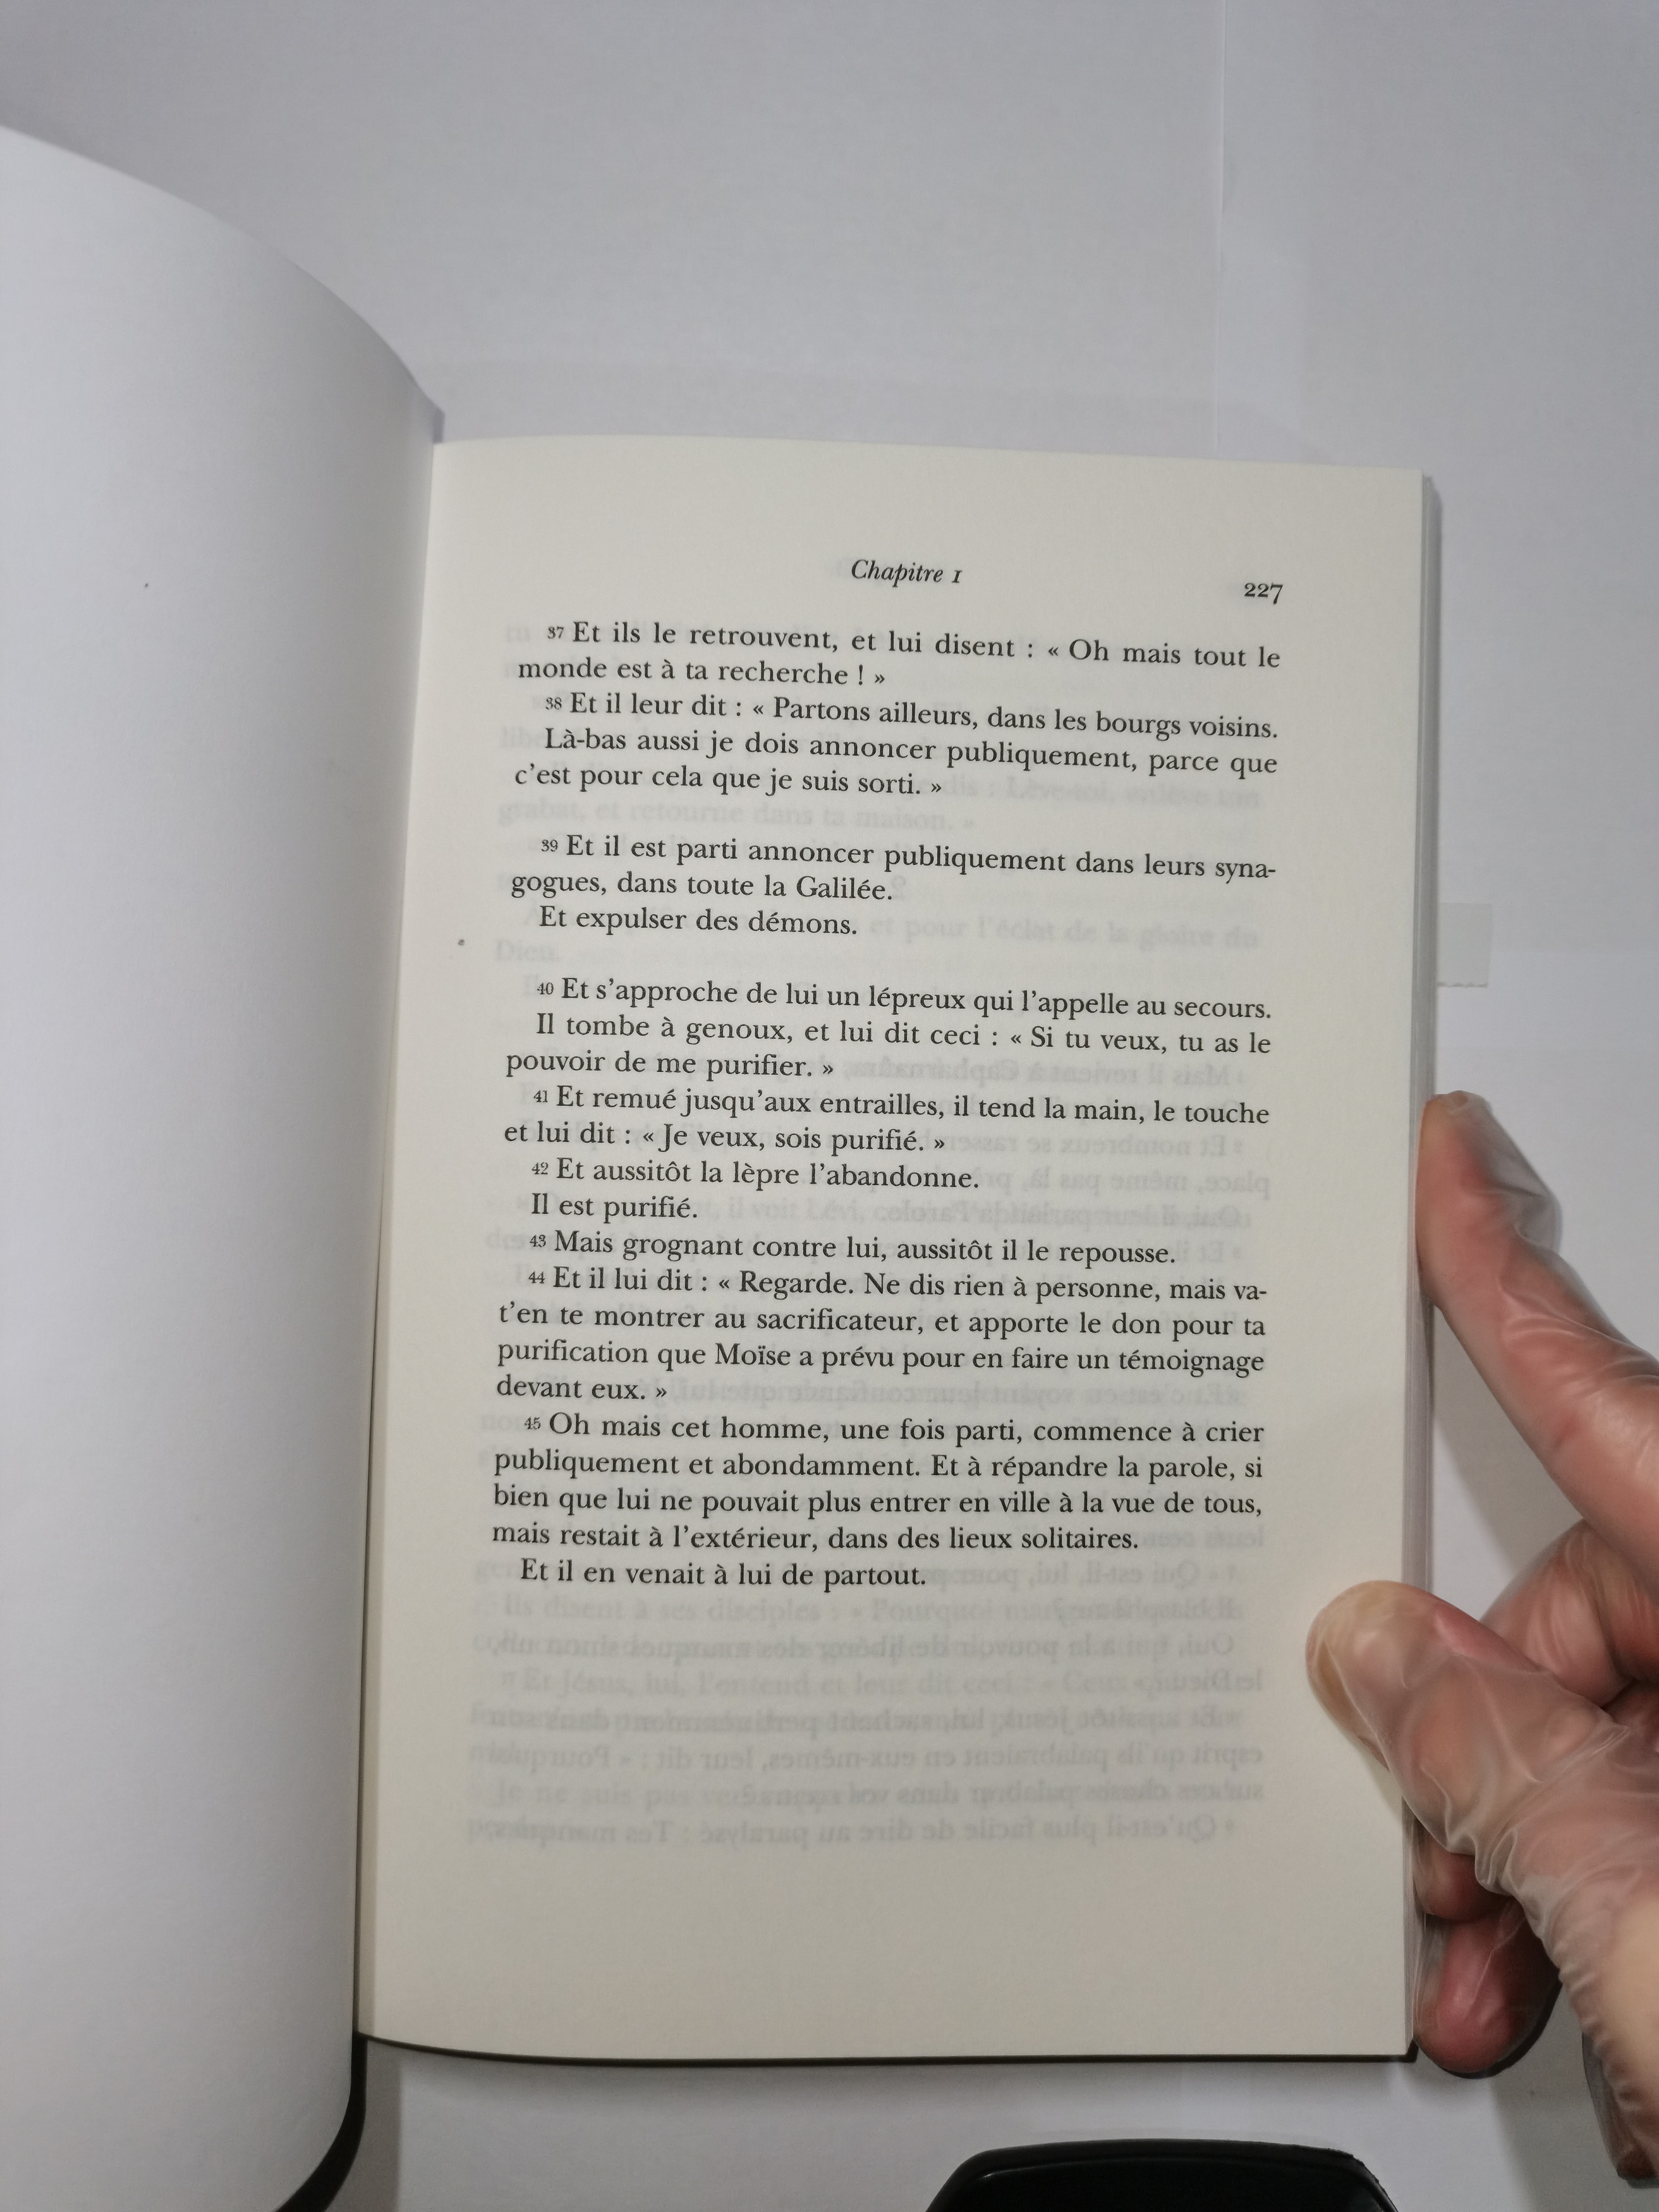 Chapitre 1
227
37 Et ils le retrouvent, et lui disent : « Oh mais tout le
monde est à ta recherche ! »
38 Et il leur dit : « Partons ailleurs, dans les bourgs voisins.
Là-bas aussi je dois annoncer publiquement, parce que
c'est pour cela que je suis sorti. »
39 Et il est parti annoncer publiquement dans leurs syna-
gogues, dans toute la Galilée.
Et expulser des démons.
40 Et s'approche de lui un lépreux qui l'appelle au secours.
Il tombe à genoux, et lui dit ceci : « Si tu veux, tu as le
pouvoir de me purifier. »
41 Et remué jusqu'aux entrailles, il tend la main, le touche
et lui dit : « Je veux, sois purifié. »
42 Et aussitôt la lèpre l'abandonne.
Il est purifié.
43 Mais grognant contre lui, aussitôt il le repousse.
44 Et il lui dit : « Regarde. Ne dis rien à personne, mais va-
t'en te montrer au sacrificateur, et apporte le don pour ta
purification que Moïse a prévu pour en faire un témoignage
devant eux. »
45 Oh mais cet homme, une fois parti, commence à crier
publiquement et abondamment. Et à répandre la parole, si
bien que lui ne pouvait plus entrer en ville à la vue de tous,
mais restait à l'extérieur, dans des lieux solitaires.
Et il en venait à lui de partout.